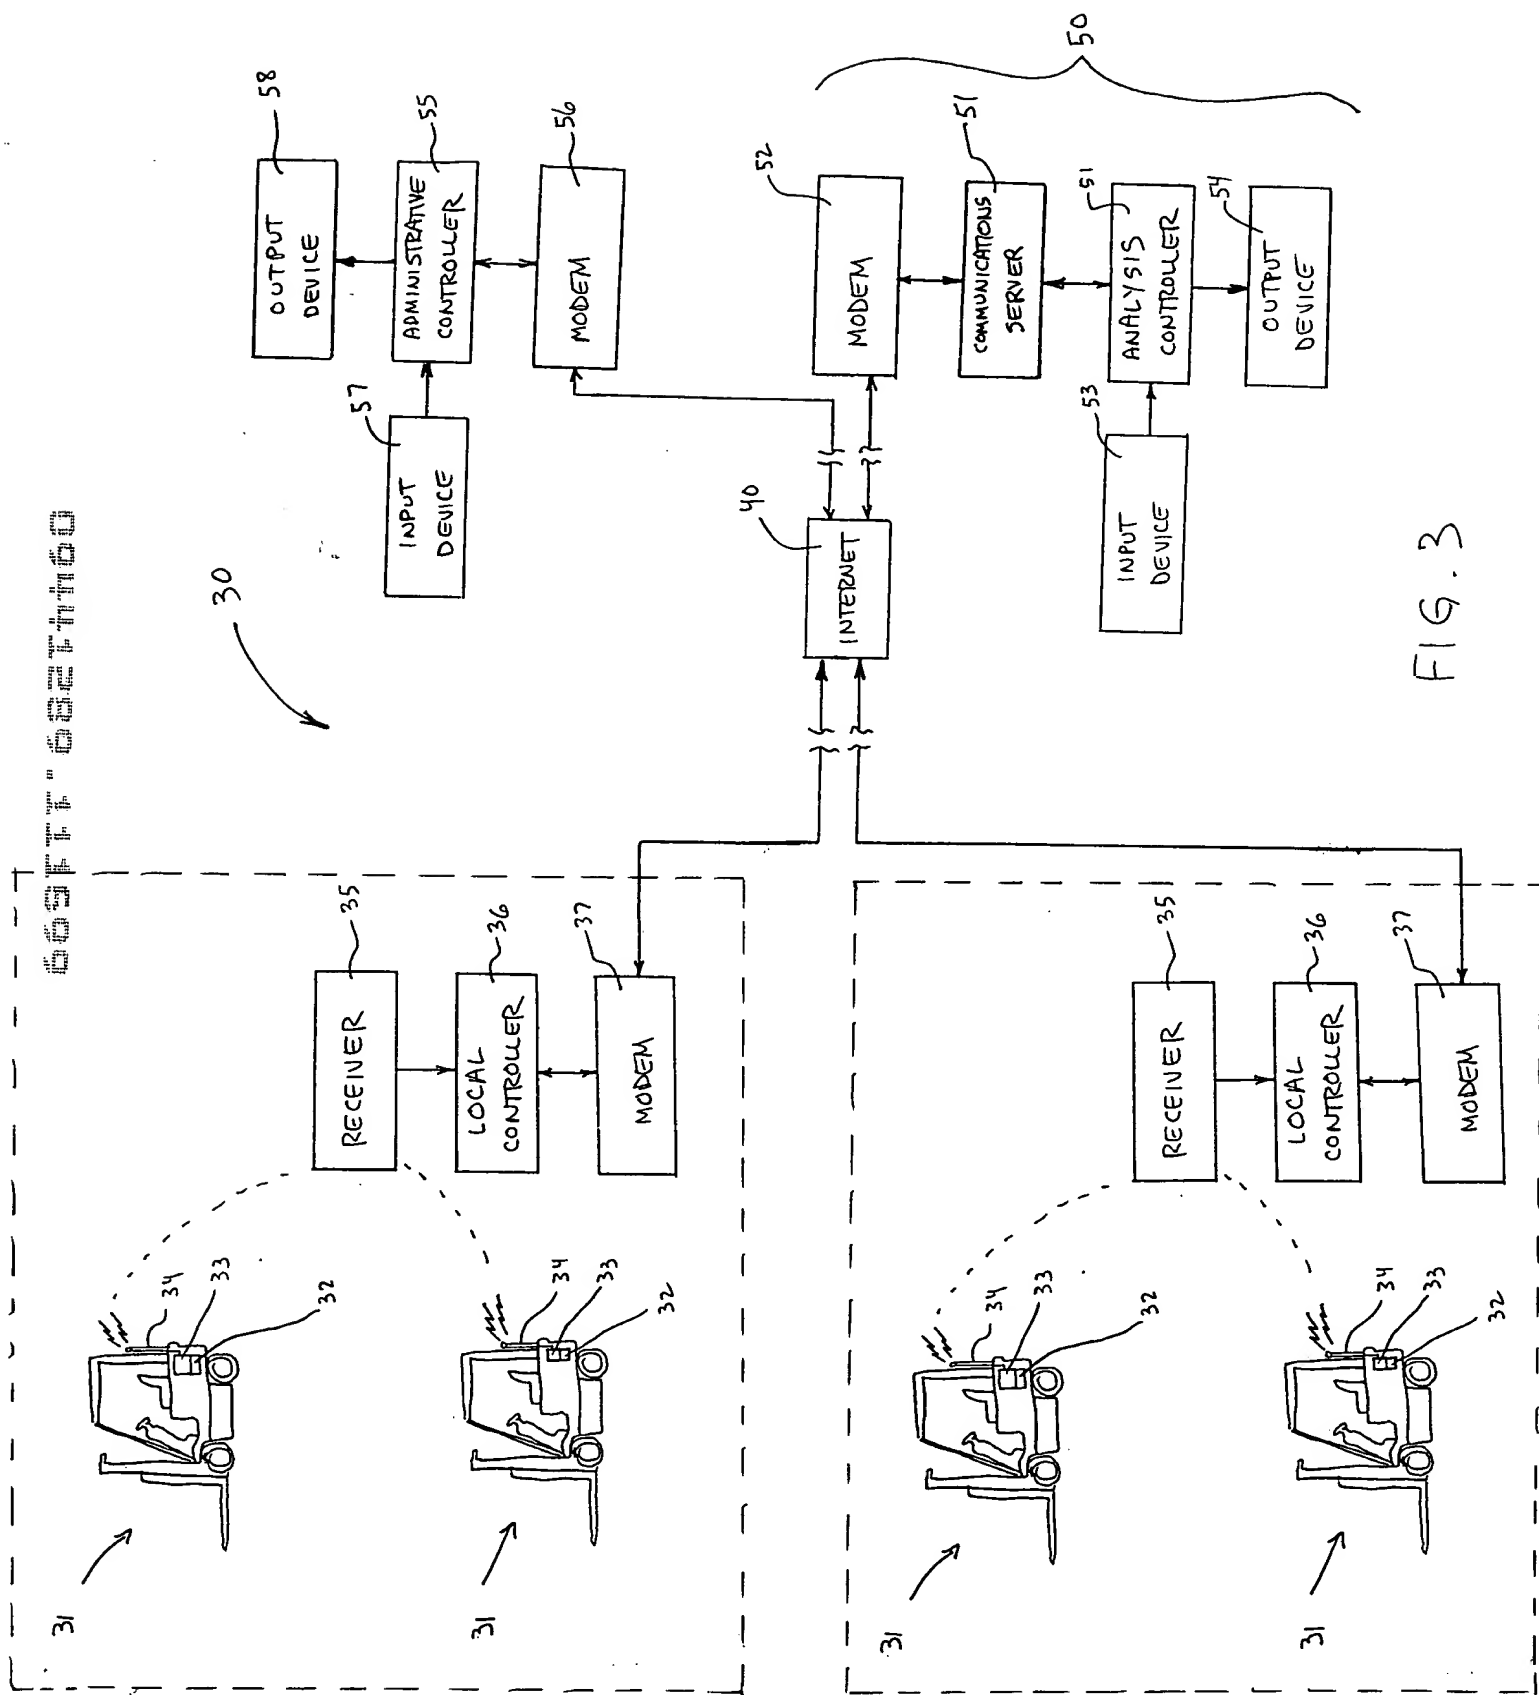 09441289.111699
30
31
34
33
32
31
34
33
32
RECEIVER
35
LOCAL
CONTROLLER
36
MODEM
37
31
34
33
32
31
34
33
32
RECEIVER
35
LOCAL
CONTROLLER
36
MODEM
37
INTERNET
40
INPUT
DEVICE
57
OUTPUT
DEVICE
58
ADMINISTRATIVE
CONTROLLER
55
MODEM
56
MODEM
52
COMMUNICATIONS
SERVER
51
ANALYSIS
CONTROLLER
51
INPUT
DEVICE
53
OUTPUT
DEVICE
54
50
FIG. 3